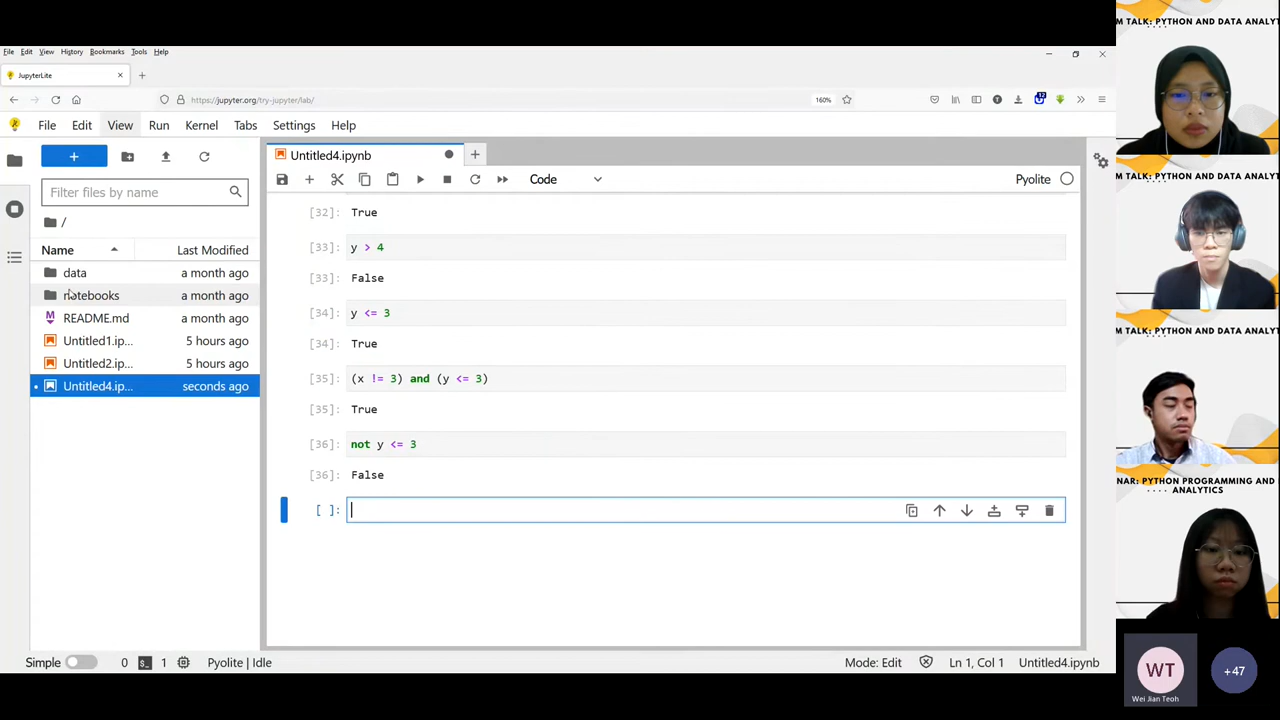 File Edit View History Bookmarks Tools Help
JupyterLite
https://jupyter.org/try-jupyter/lab/
160%
File Edit View Run Kernel Tabs Settings Help
Filter files by name
/
Name Last Modified
data a month ago
notebooks a month ago
README.md a month ago
Untitled1.ip... 5 hours ago
Untitled2.ip... 5 hours ago
Untitled4.ip... seconds ago
Untitled4.ipynb
Code
Pyolite
[32]: True
[33]: y > 4
[33]: False
[34]: y <= 3
[34]: True
[35]: (x != 3) and (y <= 3)
[35]: True
[36]: not y <= 3
[36]: False
[ ]:
Simple 0 1 Pyolite | Idle
Mode: Edit Ln 1, Col 1 Untitled4.ipynb
M TALK: PYTHON AND DATA ANALYT
M TALK: PYTHON AND DATA ANALYT
M TALK: PYTHON AND DATA ANALYT
NAR: PYTHON PROGRAMMING AND
ANALYTICS
WT
Wei Jian Teoh
+47